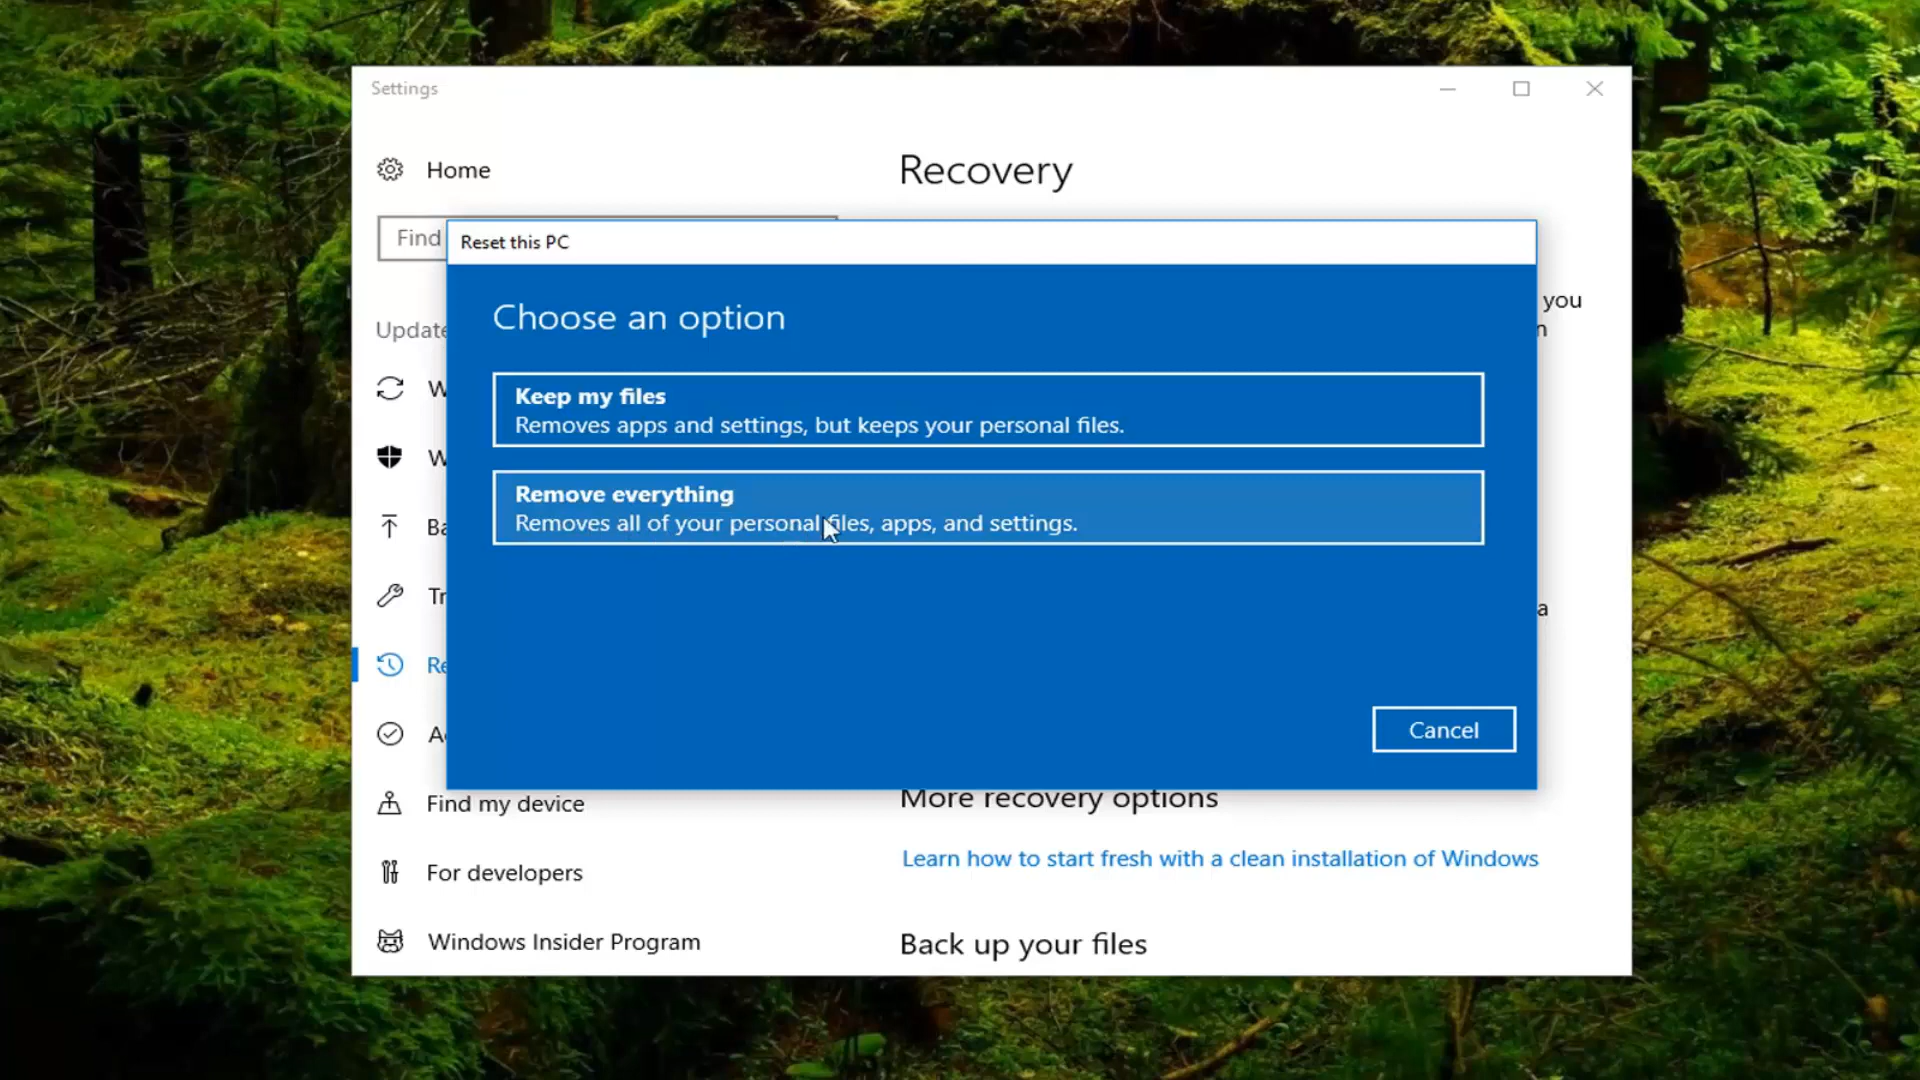 Settings
Home
Recovery
Find
Reset this PC
Choose an option
you
Update
Keep my files
Removes apps and settings, but keeps your personal files.
Remove everything
Removes all of your personal files, apps, and settings.
a
Cancel
Find my device
More recovery options
Learn how to start fresh with a clean installation of Windows
For developers
Windows Insider Program
Back up your files